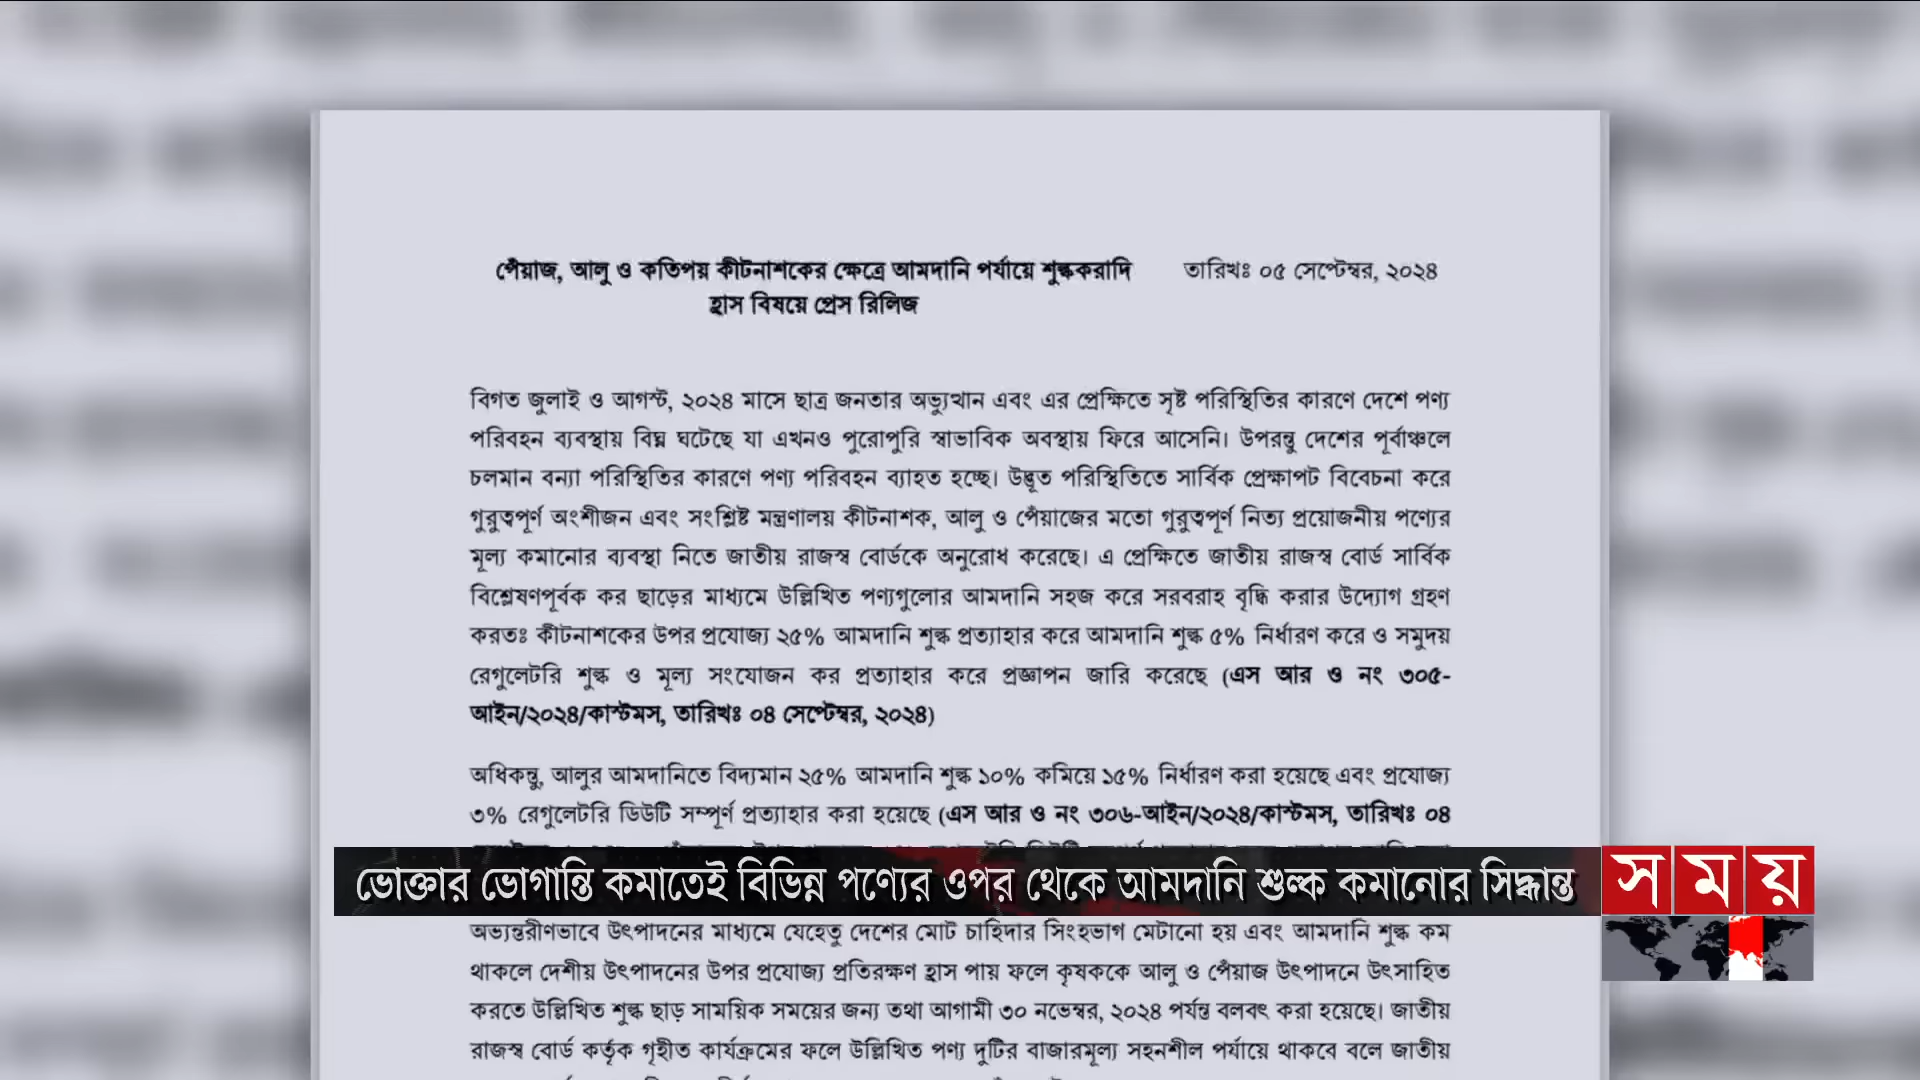 পেঁয়াজ, আলু ও কতিপয় কীটনাশকের ক্ষেত্রে আমদানি পর্যায়ে শুল্ককরাদি তারিখঃ ০৫ সেপ্টেম্বর, ২০২৪
হ্রাস বিষয়ে প্রেস রিলিজ
বিগত জুলাই ও আগস্ট, ২০২৪ মাসে ছাত্র জনতার অভ্যুত্থান এবং এর প্রেক্ষিতে সৃষ্ট পরিস্থিতির কারণে দেশে পণ্য
পরিবহন ব্যবস্থায় বিঘ্ন ঘটেছে যা এখনও পুরোপুরি স্বাভাবিক অবস্থায় ফিরে আসেনি। উপরন্তু দেশের পূর্বাঞ্চলে
চলমান বন্যা পরিস্থিতির কারণে পণ্য পরিবহন ব্যাহত হচ্ছে। উদ্ভূত পরিস্থিতিতে সার্বিক প্রেক্ষাপট বিবেচনা করে
গুরুত্বপূর্ণ অংশীজন এবং সংশ্লিষ্ট মন্ত্রণালয় কীটনাশক, আলু ও পেঁয়াজের মতো গুরুত্বপূর্ণ নিত্য প্রয়োজনীয় পণ্যের
মূল্য কমানোর ব্যবস্থা নিতে জাতীয় রাজস্ব বোর্ডকে অনুরোধ করেছে। এ প্রেক্ষিতে জাতীয় রাজস্ব বোর্ড সার্বিক
বিশ্লেষণপূর্বক কর ছাড়ের মাধ্যমে উল্লিখিত পণ্যগুলোর আমদানি সহজ করে সরবরাহ বৃদ্ধি করার উদ্যোগ গ্রহণ
করতঃ কীটনাশকের উপর প্রযোজ্য ২৫% আমদানি শুল্ক প্রত্যাহার করে আমদানি শুল্ক ৫% নির্ধারণ করে ও সমুদয়
রেগুলেটরি শুল্ক ও মূল্য সংযোজন কর প্রত্যাহার করে প্রজ্ঞাপন জারি করেছে (এস আর ও নং ৩০৫-
আইন/২০২৪/কাস্টমস, তারিখঃ ০৪ সেপ্টেম্বর, ২০২৪)
অধিকন্তু, আলুর আমদানিতে বিদ্যমান ২৫% আমদানি শুল্ক ১০% কমিয়ে ১৫% নির্ধারণ করা হয়েছে এবং প্রযোজ্য
৩% রেগুলেটরি ডিউটি সম্পূর্ণ প্রত্যাহার করা হয়েছে (এস আর ও নং ৩০৬-আইন/২০২৪/কাস্টমস, তারিখঃ ০৪
ভোক্তার ভোগান্তি কমাতেই বিভিন্ন পণ্যের ওপর থেকে আমদানি শুল্ক কমানোর সিদ্ধান্ত
সময়
অভ্যন্তরীণভাবে উৎপাদনের মাধ্যমে যেহেতু দেশের মোট চাহিদার সিংহভাগ মেটানো হয় এবং আমদানি শুল্ক কম
থাকলে দেশীয় উৎপাদনের উপর প্রযোজ্য প্রতিরক্ষণ হ্রাস পায় ফলে কৃষককে আলু ও পেঁয়াজ উৎপাদনে উৎসাহিত
করতে উল্লিখিত শুল্ক ছাড় সাময়িক সময়ের জন্য তথা আগামী ৩০ নভেম্বর, ২০২৪ পর্যন্ত বলবৎ করা হয়েছে। জাতীয়
রাজস্ব বোর্ড কর্তৃক গৃহীত কার্যক্রমের ফলে উল্লিখিত পণ্য দুটির বাজারমূল্য সহনশীল পর্যায়ে থাকবে বলে জাতীয়